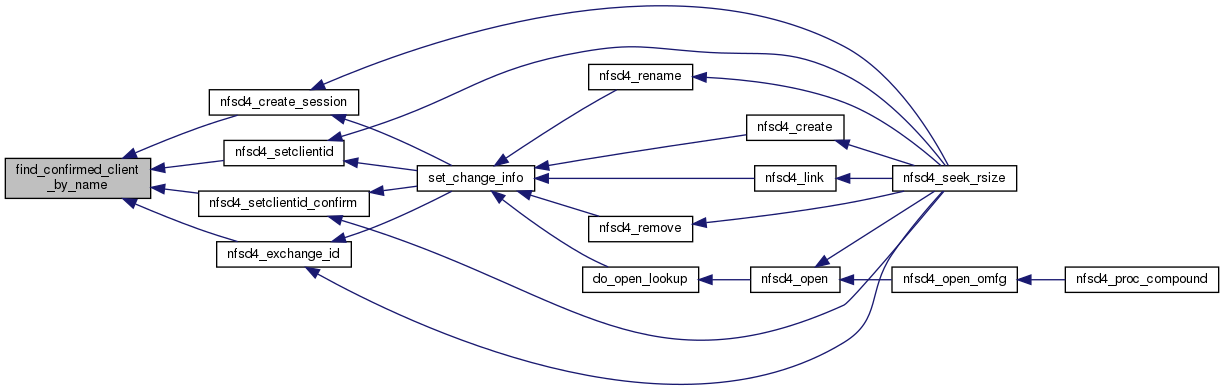 find_confirmed_client
_by_name
nfsd4_create_session
nfsd4_setclientid
nfsd4_setclientid_confirm
nfsd4_exchange_id
set_change_info
nfsd4_rename
nfsd4_create
nfsd4_link
nfsd4_remove
do_open_lookup
nfsd4_open
nfsd4_seek_rsize
nfsd4_open_omfg
nfsd4_proc_compound